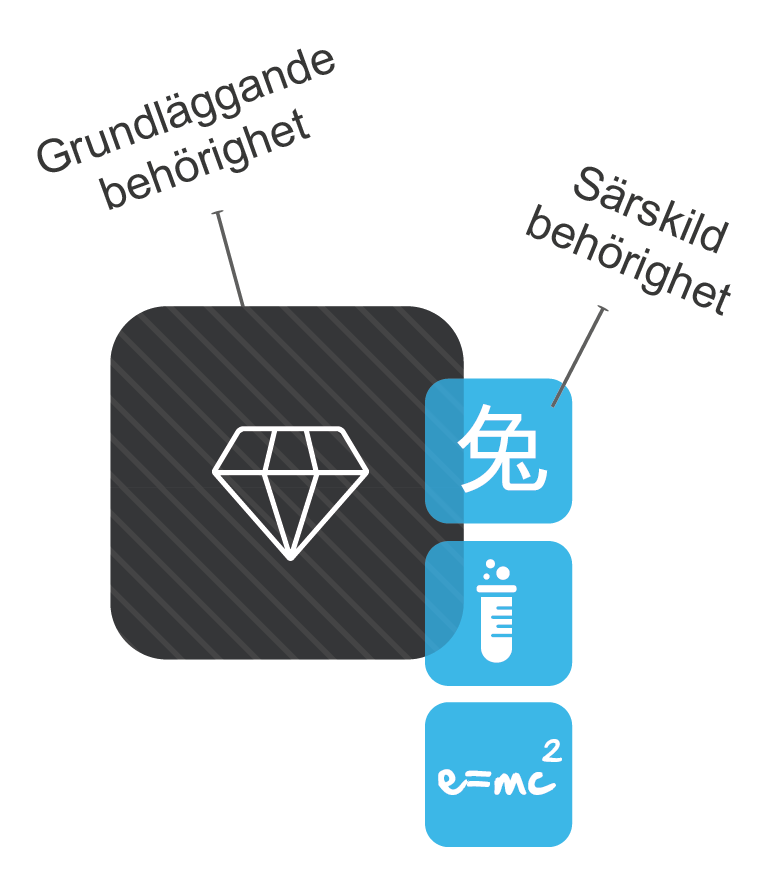 Grundläggande
behörighet
Särskild
behörighet
兔
e=mc²